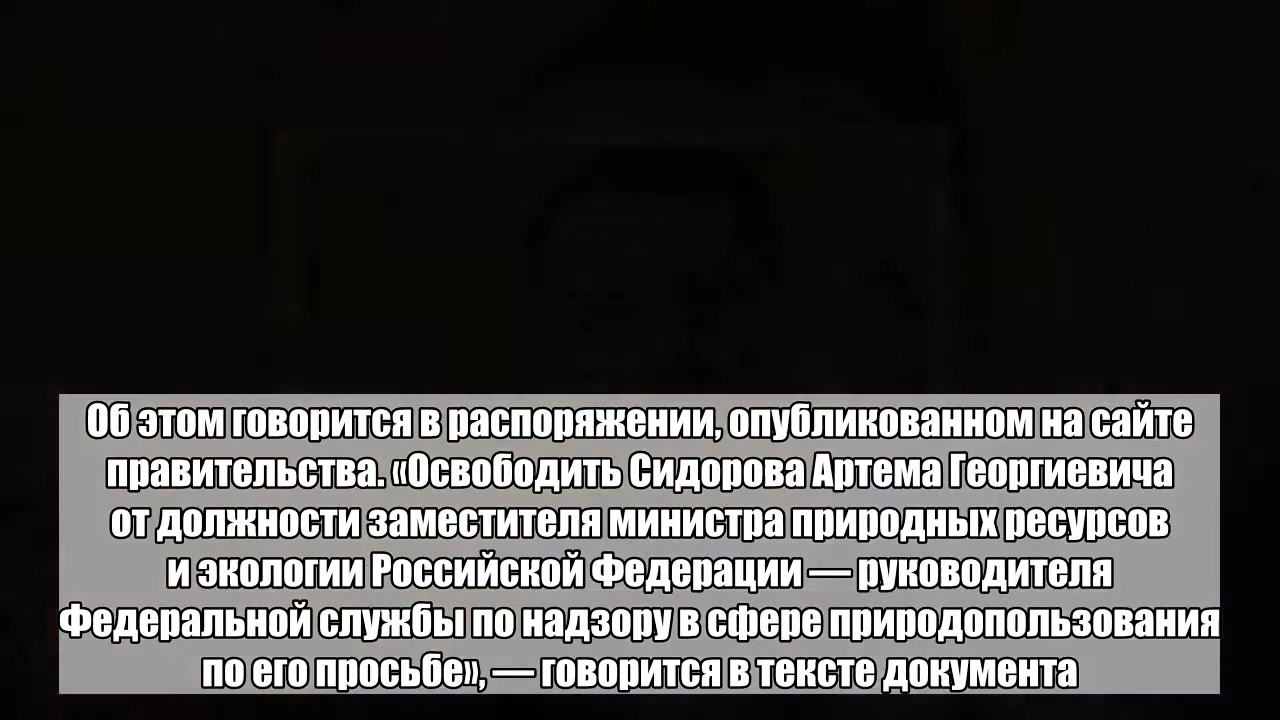 Об этом говорится в распоряжении, опубликованном на сайте
правительства. «Освободить Сидорова Артема Георгиевича
от должности заместителя министра природных ресурсов
и экологии Российской Федерации — руководителя
Федеральной службы по надзору в сфере природопользования
по его просьбе», — говорится в тексте документа